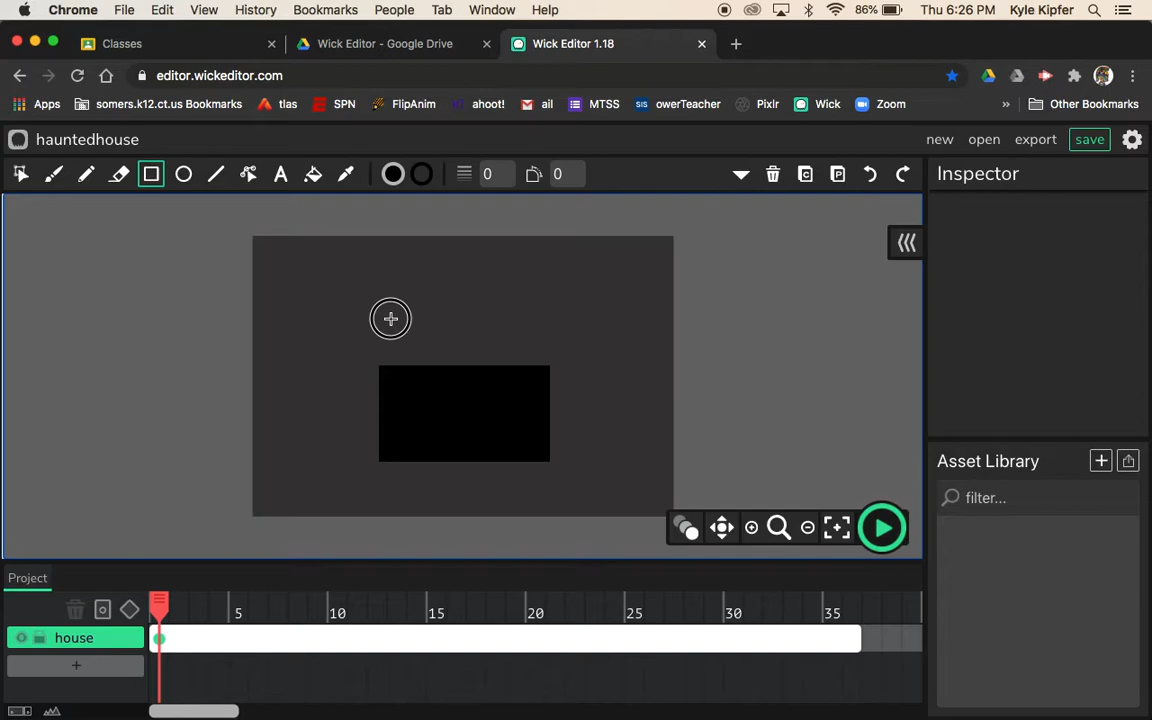 Chrome File Edit View History Bookmarks People Tab Window Help 86% Thu 6:26 PM Kyle Kipfer
Classes Wick Editor - Google Drive Wick Editor 1.18
editor.wickeditor.com
Apps somers.k12.ct.us Bookmarks tlas SPN FlipAnim ahoot! ail MTSS SIS owerTeacher Pixlr Wick Zoom » Other Bookmarks
hauntedhouse new open export save
A 0 0 C P Inspector
Asset Library
filter...
Project
5 10 15 20 25 30 35
house
+